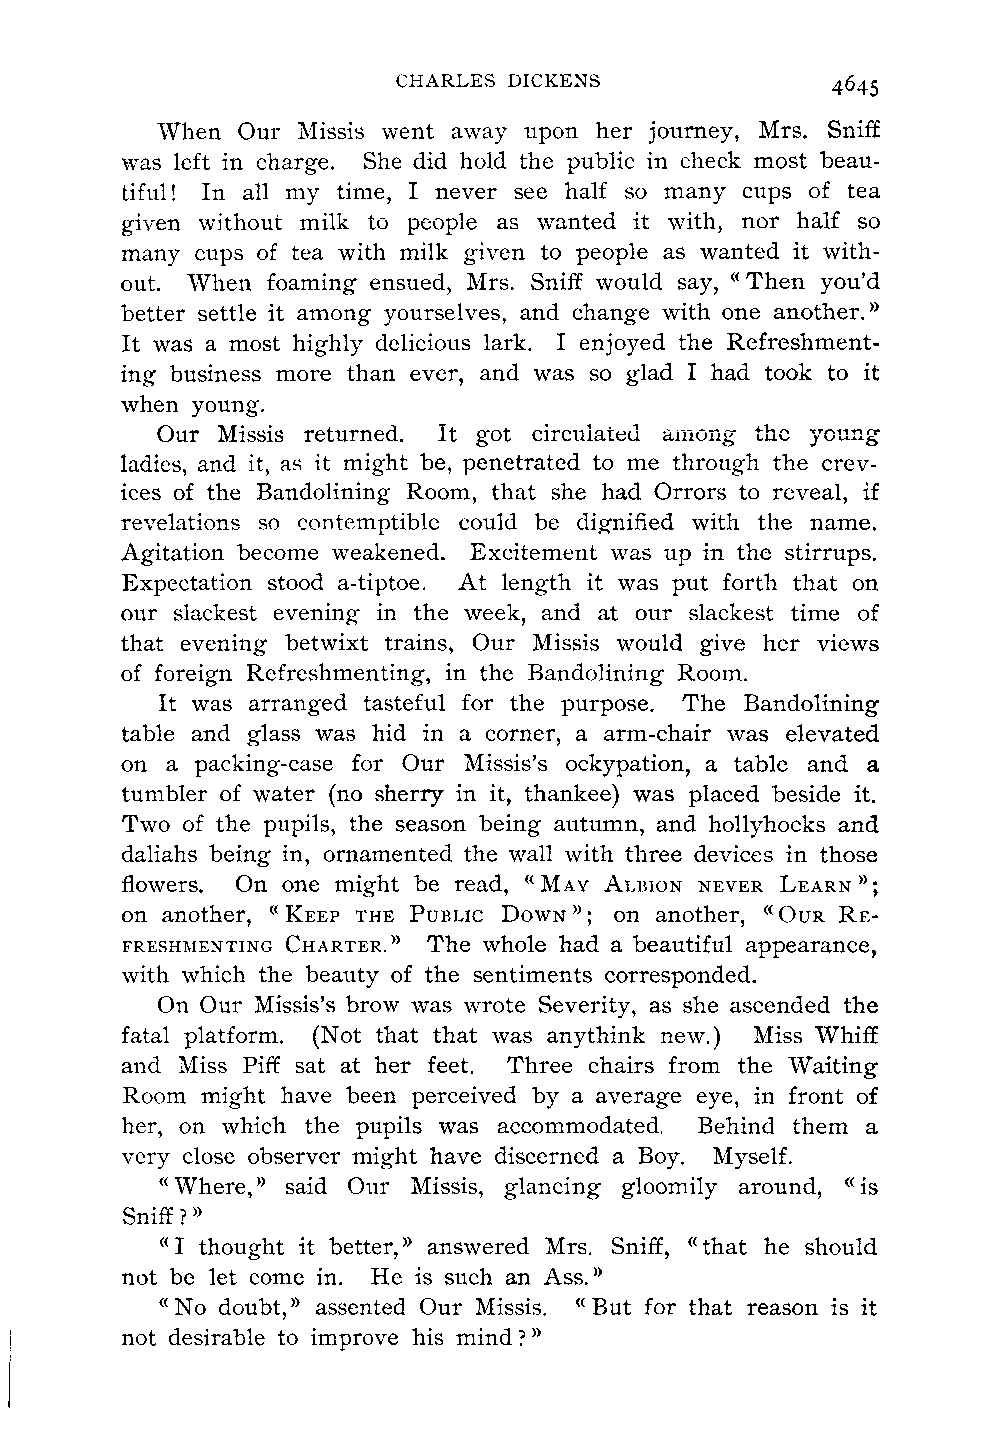 CHARLES DICKENS 4645
When Our Missis went away upon her journey, Mrs. Sniff
was left in charge. She did hold the public in check most beau-
tiful! In all my time, I never see half so many cups of tea
given without milk to people as wanted it with, nor half so
many cups of tea with milk given to people as wanted it with-
out. When foaming ensued, Mrs. Sniff would say, “Then you'd
better settle it among yourselves, and change with one another.”
It was a most highly delicious lark. I enjoyed the Refreshment-
ing business more than ever, and was so glad I had took to it
when young.
Our Missis returned. It got circulated among the young
ladies, and it, as it might be, penetrated to me through the crev-
ices of the Bandolining Room, that she had Orrors to reveal, if
revelations so contemptible could be dignified with the name.
Agitation become weakened. Excitement was up in the stirrups.
Expectation stood a-tiptoe. At length it was put forth that on
our slackest evening in the week, and at our slackest time of
that evening betwixt trains, Our Missis would give her views
of foreign Refreshmenting, in the Bandolining Room.
It was arranged tasteful for the purpose. The Bandolining
table and glass was hid in a corner, a arm-chair was elevated
on a packing-case for Our Missis's ockypation, a table and a
tumbler of water (no sherry in it, thankee) was placed beside it.
Two of the pupils, the season being autumn, and hollyhocks and
daliahs being in, ornamented the wall with three devices in those
flowers. On one might be read, “MAY ALBION NEVER LEARN”;
on another, “KEEP THE PUBLIC DOWN”; on another, “OUR RE-
FRESHMENTING CHARTER.” The whole had a beautiful appearance,
with which the beauty of the sentiments corresponded.
On Our Missis's brow was wrote Severity, as she ascended the
fatal platform. (Not that that was anythink new.) Miss Whiff
and Miss Piff sat at her feet. Three chairs from the Waiting
Room might have been perceived by a average eye, in front of
her, on which the pupils was accommodated. Behind them a
very close observer might have discerned a Boy. Myself.
“Where,” said Our Missis, glancing gloomily around, “is
Sniff?”
“I thought it better,” answered Mrs. Sniff, “that he should
not be let come in. He is such an Ass.”
“No doubt,” assented Our Missis. “But for that reason is it
not desirable to improve his mind?”